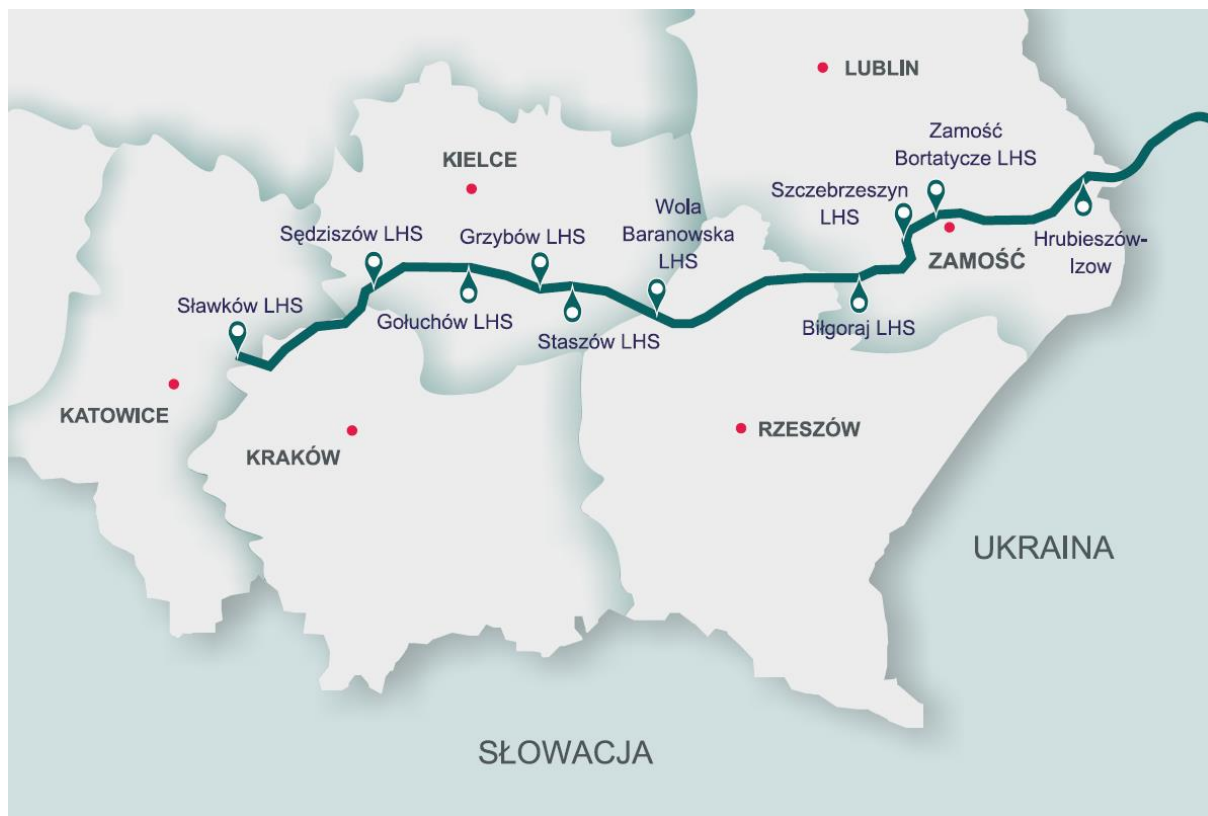 LUBLIN
Zamość
Bortatycze LHS
KIELCE
Szczebrzeszyn
LHS
Wola
Baranowska
LHS
Sędziszów LHS
Grzybów LHS
Hrubieszów-
Izow
ZAMOŚĆ
Sławków LHS
Gołuchów LHS
Staszów LHS
Biłgoraj LHS
KATOWICE
KRAKÓW
RZESZÓW
UKRAINA
SŁOWACJA